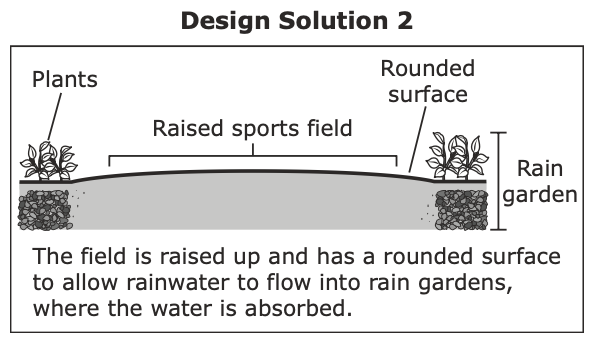 Design Solution 2
Plants
Rounded
surface
Raised sports field
Rain
garden
The field is raised up and has a rounded surface
to allow rainwater to flow into rain gardens,
where the water is absorbed.